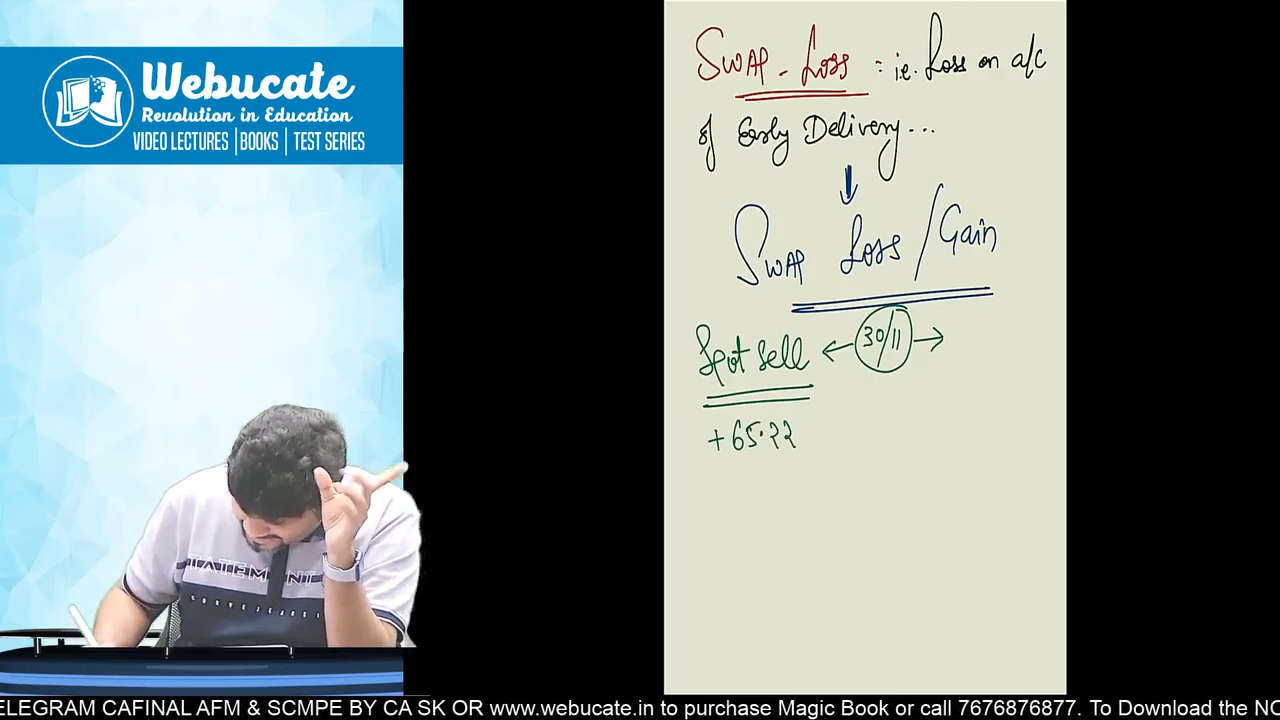 Webucate
Revolution in Education
VIDEO LECTURES | BOOKS | TEST SERIES
SWAP - Loss : i.e. Loss on a/c
of Early Delivery...
SWAP Loss / Gain
Spot sell ← 30/11 →
+65.22
TATEMENT
ELEGRAM CAFINAL AFM & SCMPE BY CA SK OR www.webucate.in to purchase Magic Book or call 7676876877. To Download the NO